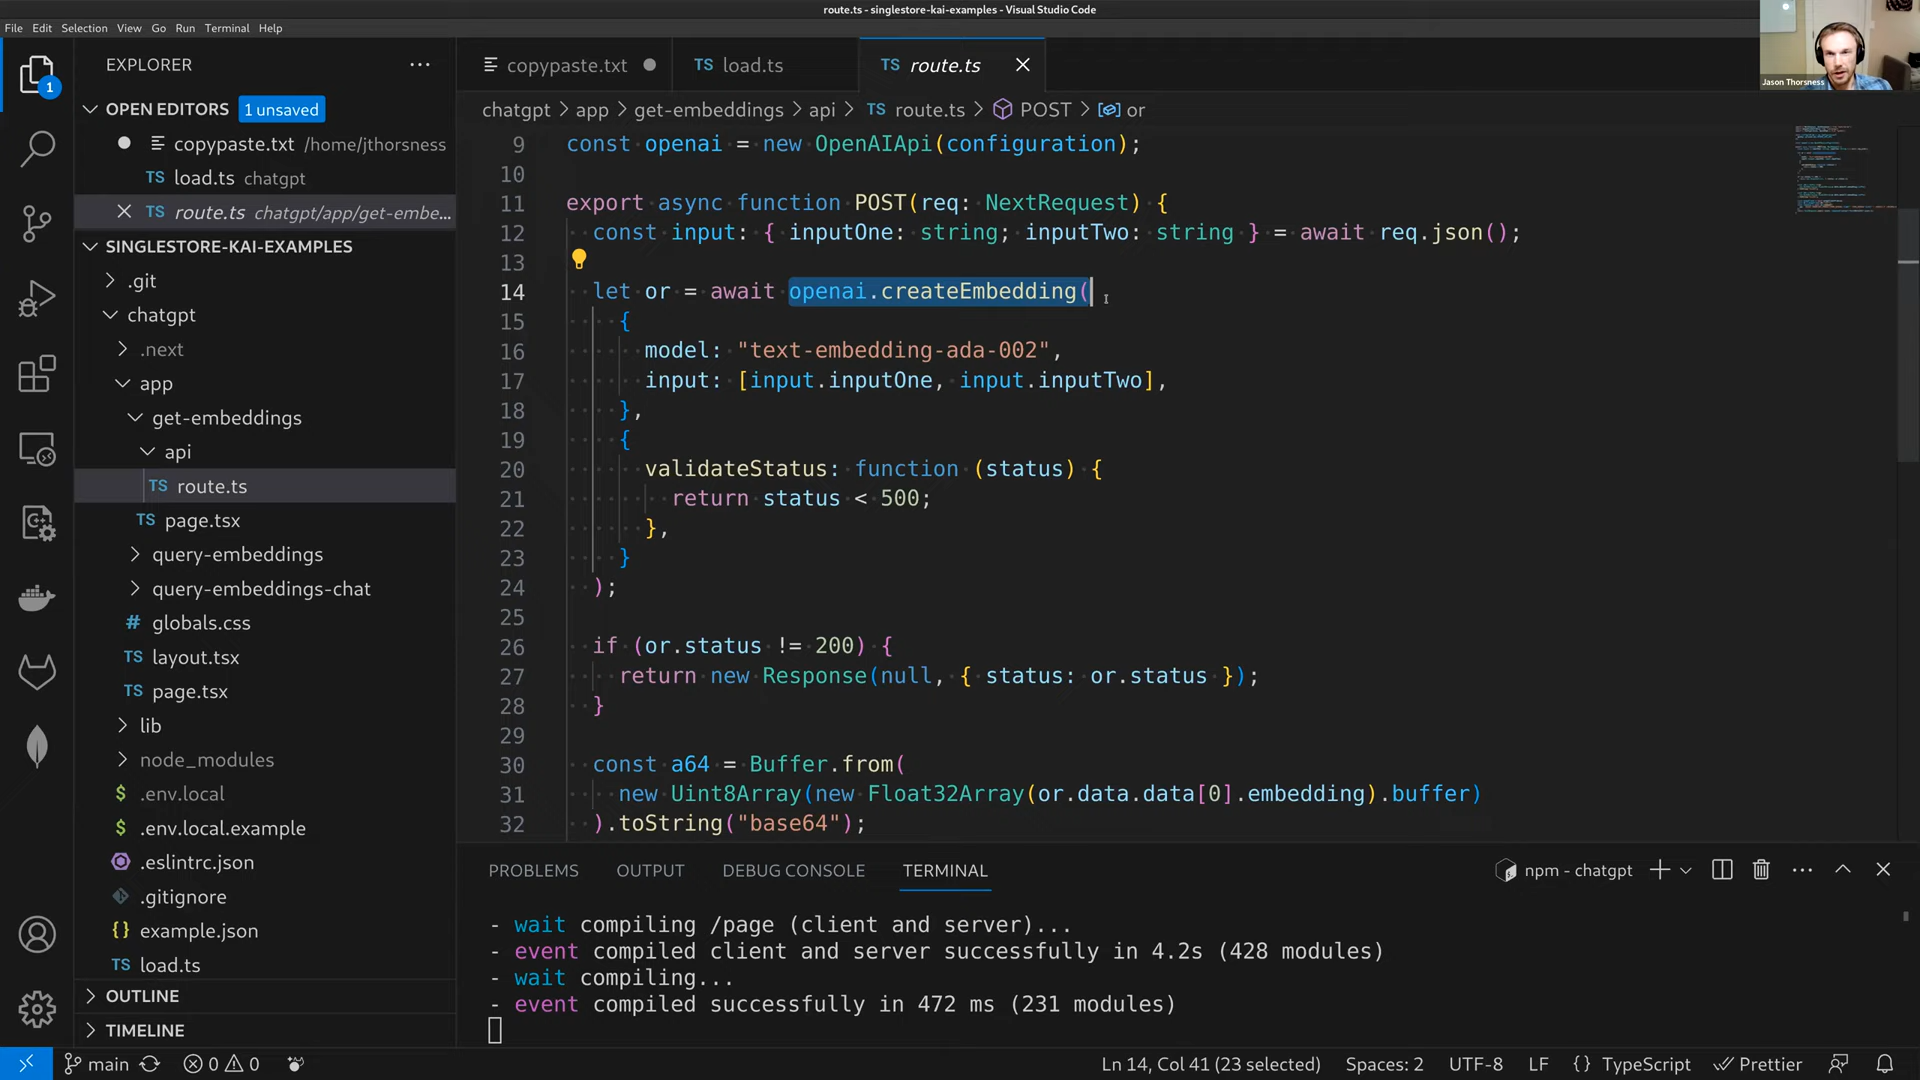 route.ts - singlestore-kai-examples - Visual Studio Code
File Edit Selection View Go Run Terminal Help
Jason Thorsness
EXPLORER
1
OPEN EDITORS 1 unsaved
copypaste.txt /home/jthorsness
TS load.ts chatgpt
TS route.ts chatgpt/app/get-embe...
SINGLESTORE-KAI-EXAMPLES
.git
chatgpt
.next
app
get-embeddings
api
TS route.ts
TS page.tsx
query-embeddings
query-embeddings-chat
# globals.css
TS layout.tsx
TS page.tsx
lib
node_modules
$ .env.local
$ .env.local.example
.eslintrc.json
.gitignore
{} example.json
TS load.ts
OUTLINE
TIMELINE
copypaste.txt
TS load.ts
TS route.ts
chatgpt > app > get-embeddings > api > TS route.ts > POST > or
9 const openai = new OpenAIApi(configuration);
10
11 export async function POST(req: NextRequest) {
12 const input: { inputOne: string; inputTwo: string } = await req.json();
13
14 let or = await openai.createEmbedding(
15 {
16 model: "text-embedding-ada-002",
17 input: [input.inputOne, input.inputTwo],
18 },
19 {
20 validateStatus: function (status) {
21 return status < 500;
22 },
23 }
24 );
25
26 if (or.status != 200) {
27 return new Response(null, { status: or.status });
28 }
29
30 const a64 = Buffer.from(
31 new Uint8Array(new Float32Array(or.data.data[0].embedding).buffer)
32 ).toString("base64");
PROBLEMS OUTPUT DEBUG CONSOLE TERMINAL
npm - chatgpt
- wait compiling /page (client and server)...
- event compiled client and server successfully in 4.2s (428 modules)
- wait compiling...
- event compiled successfully in 472 ms (231 modules)
main 0 0
Ln 14, Col 41 (23 selected) Spaces: 2 UTF-8 LF {} TypeScript Prettier